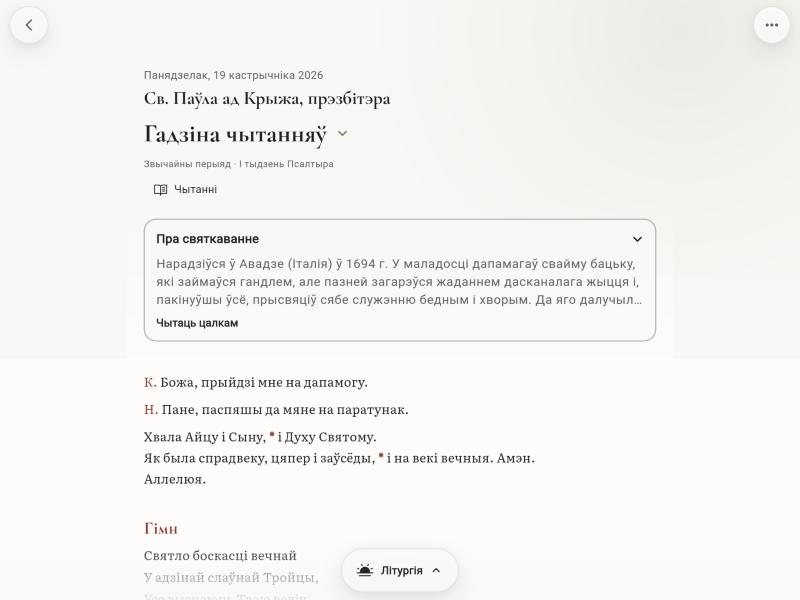 Панядзелак, 19 кастрычніка 2026
Св. Паўла ад Крыжа, прэзбітэра
Гадзіна чытанняў
Звычайны перыяд · I тыдзень Псалтыра
Чытанні
Пра святкаванне
Нарадзіўся ў Авадзе (Італія) ў 1694 г. У маладосці дапамагаў свайму бацьку,
які займаўся гандлем, але пазней загарэўся жаданнем дасканалага жыцця і,
пакінуўшы ўсё, прысвяціў сябе служэнню бедным і хворым. Да яго далучыл...
Чытаць цалкам
К. Божа, прыйдзі мне на дапамогу.
Н. Пане, паспяшы да мяне на паратунак.
Хвала Айцу і Сыну, * і Духу Святому.
Як была спрадвеку, цяпер і заўсёды, * і на векі вечныя. Амэн.
Аллелюя.
Гімн
Святло боскасці вечнай
У адзінай слаўнай Тройцы,
Літургія